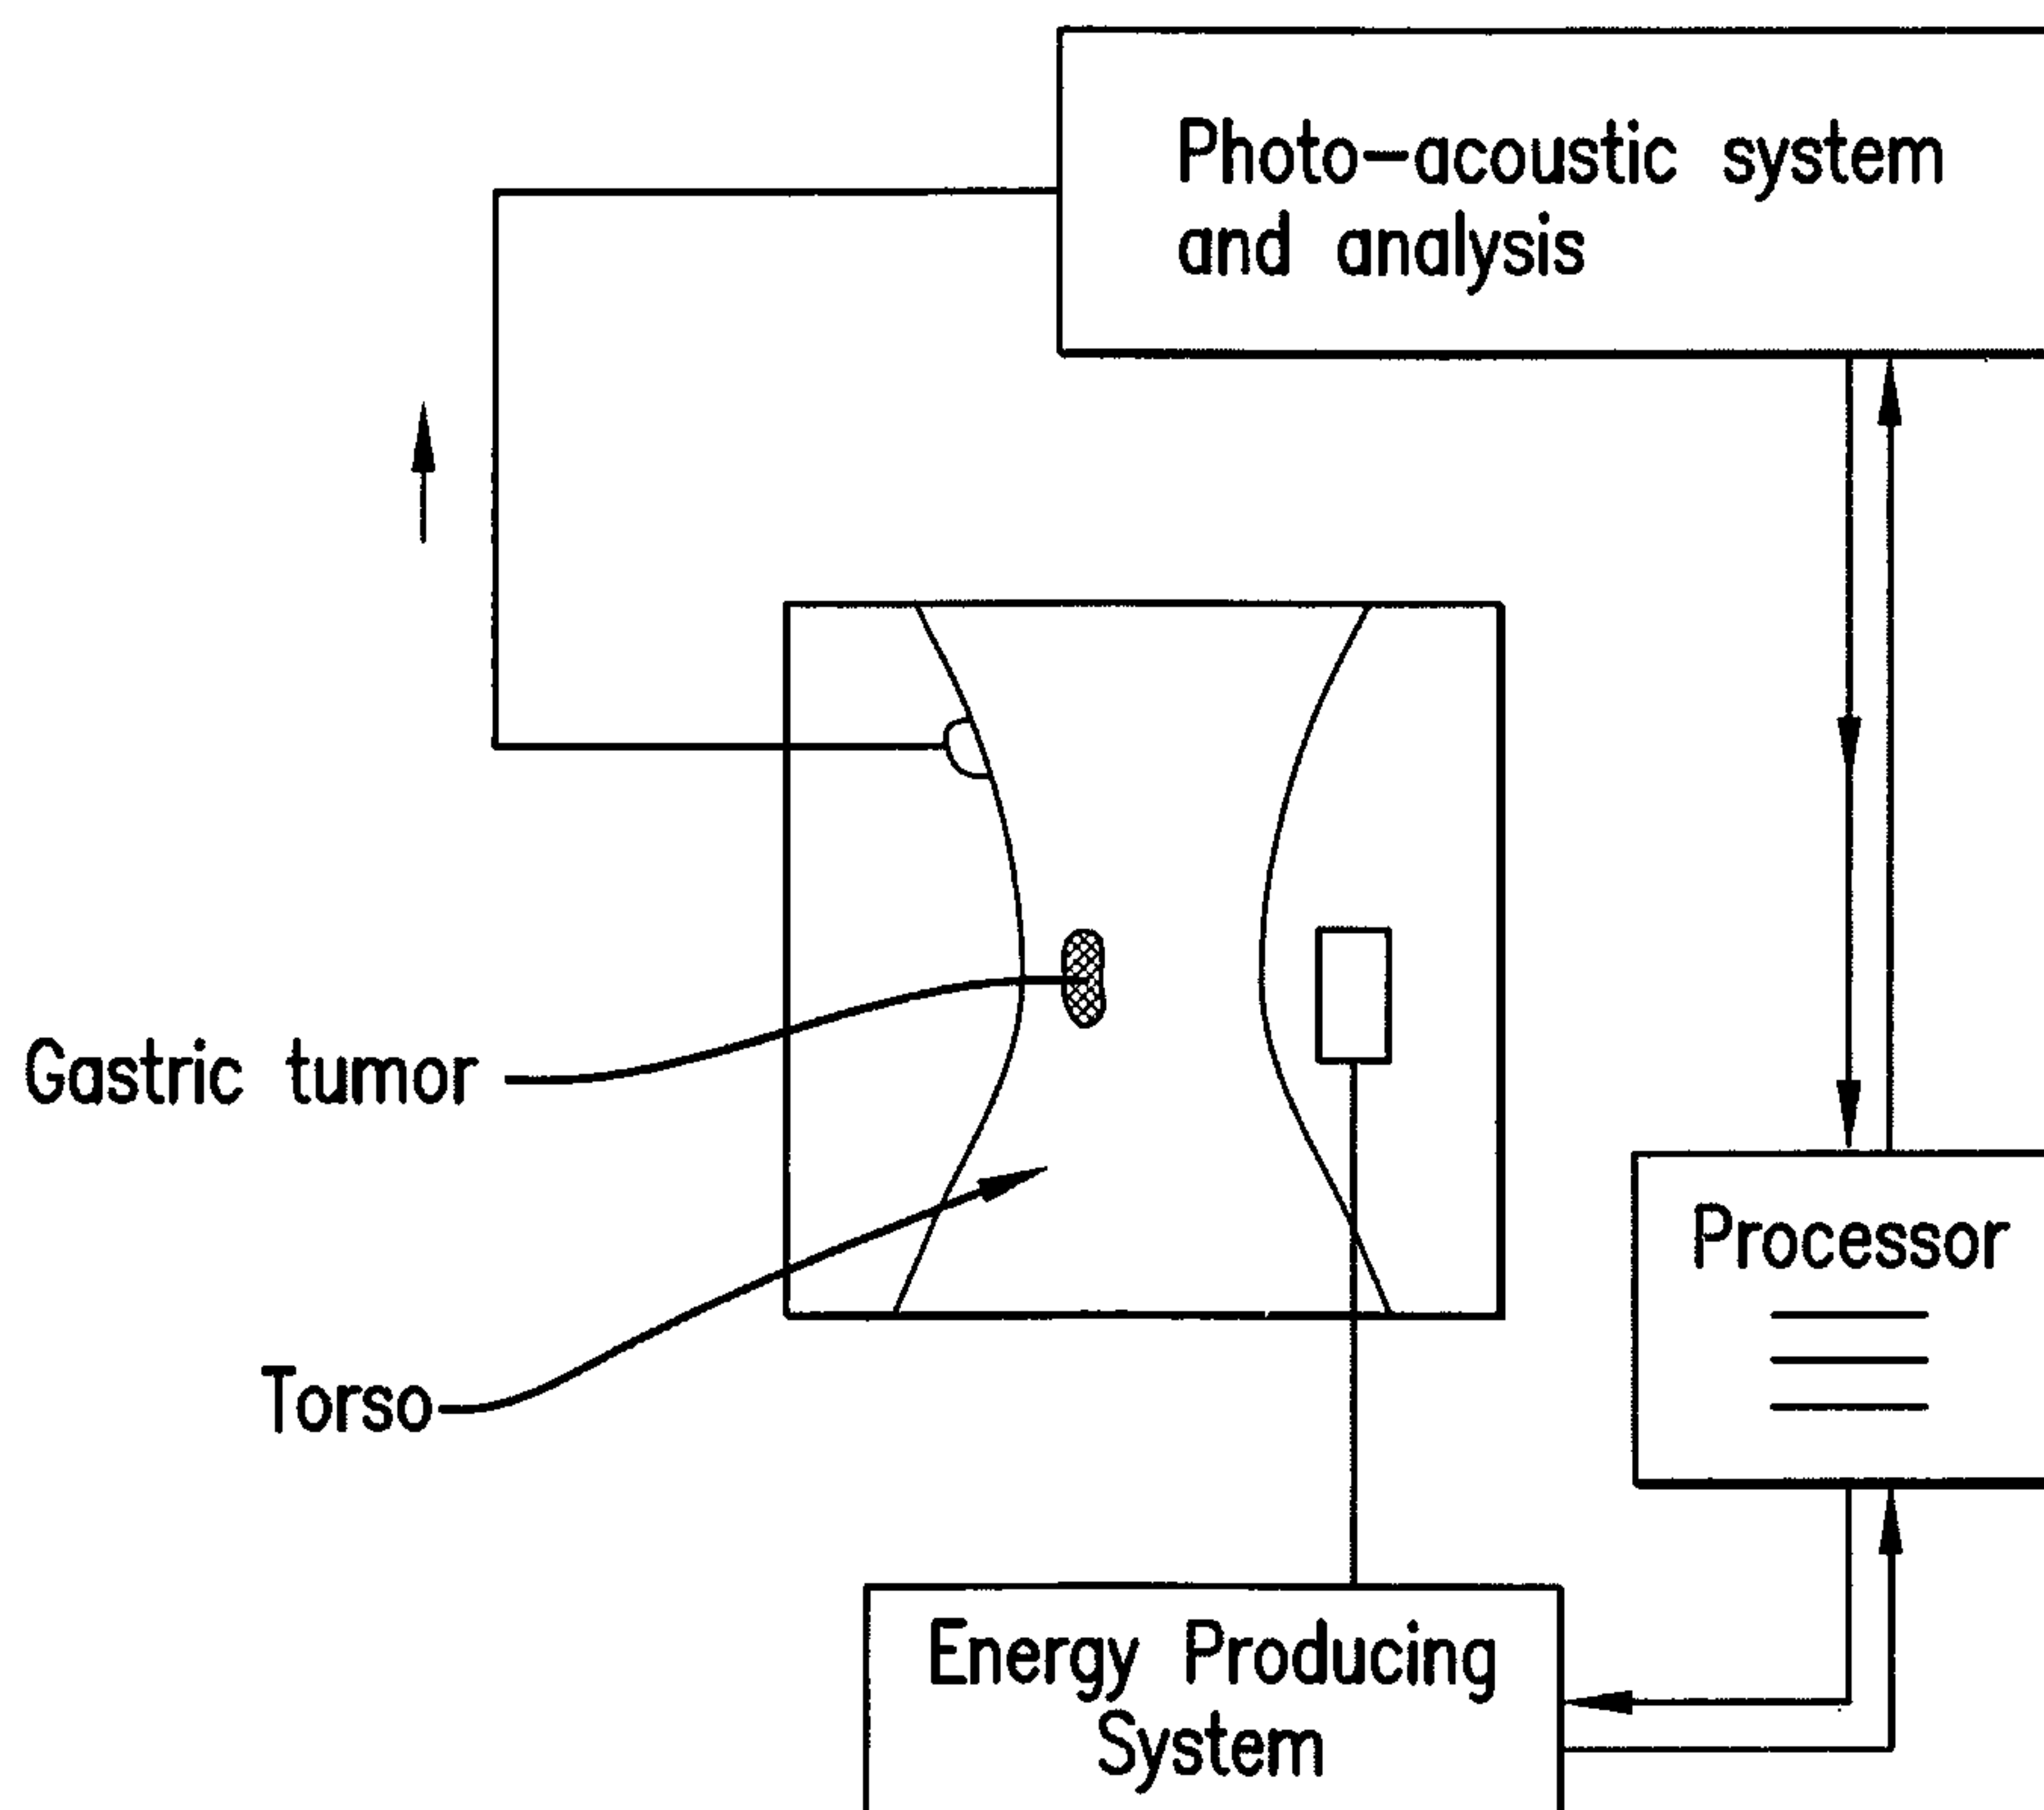 Photo-acoustic system
and analysis
Gastric tumor
Torso
Processor
Energy Producing
System